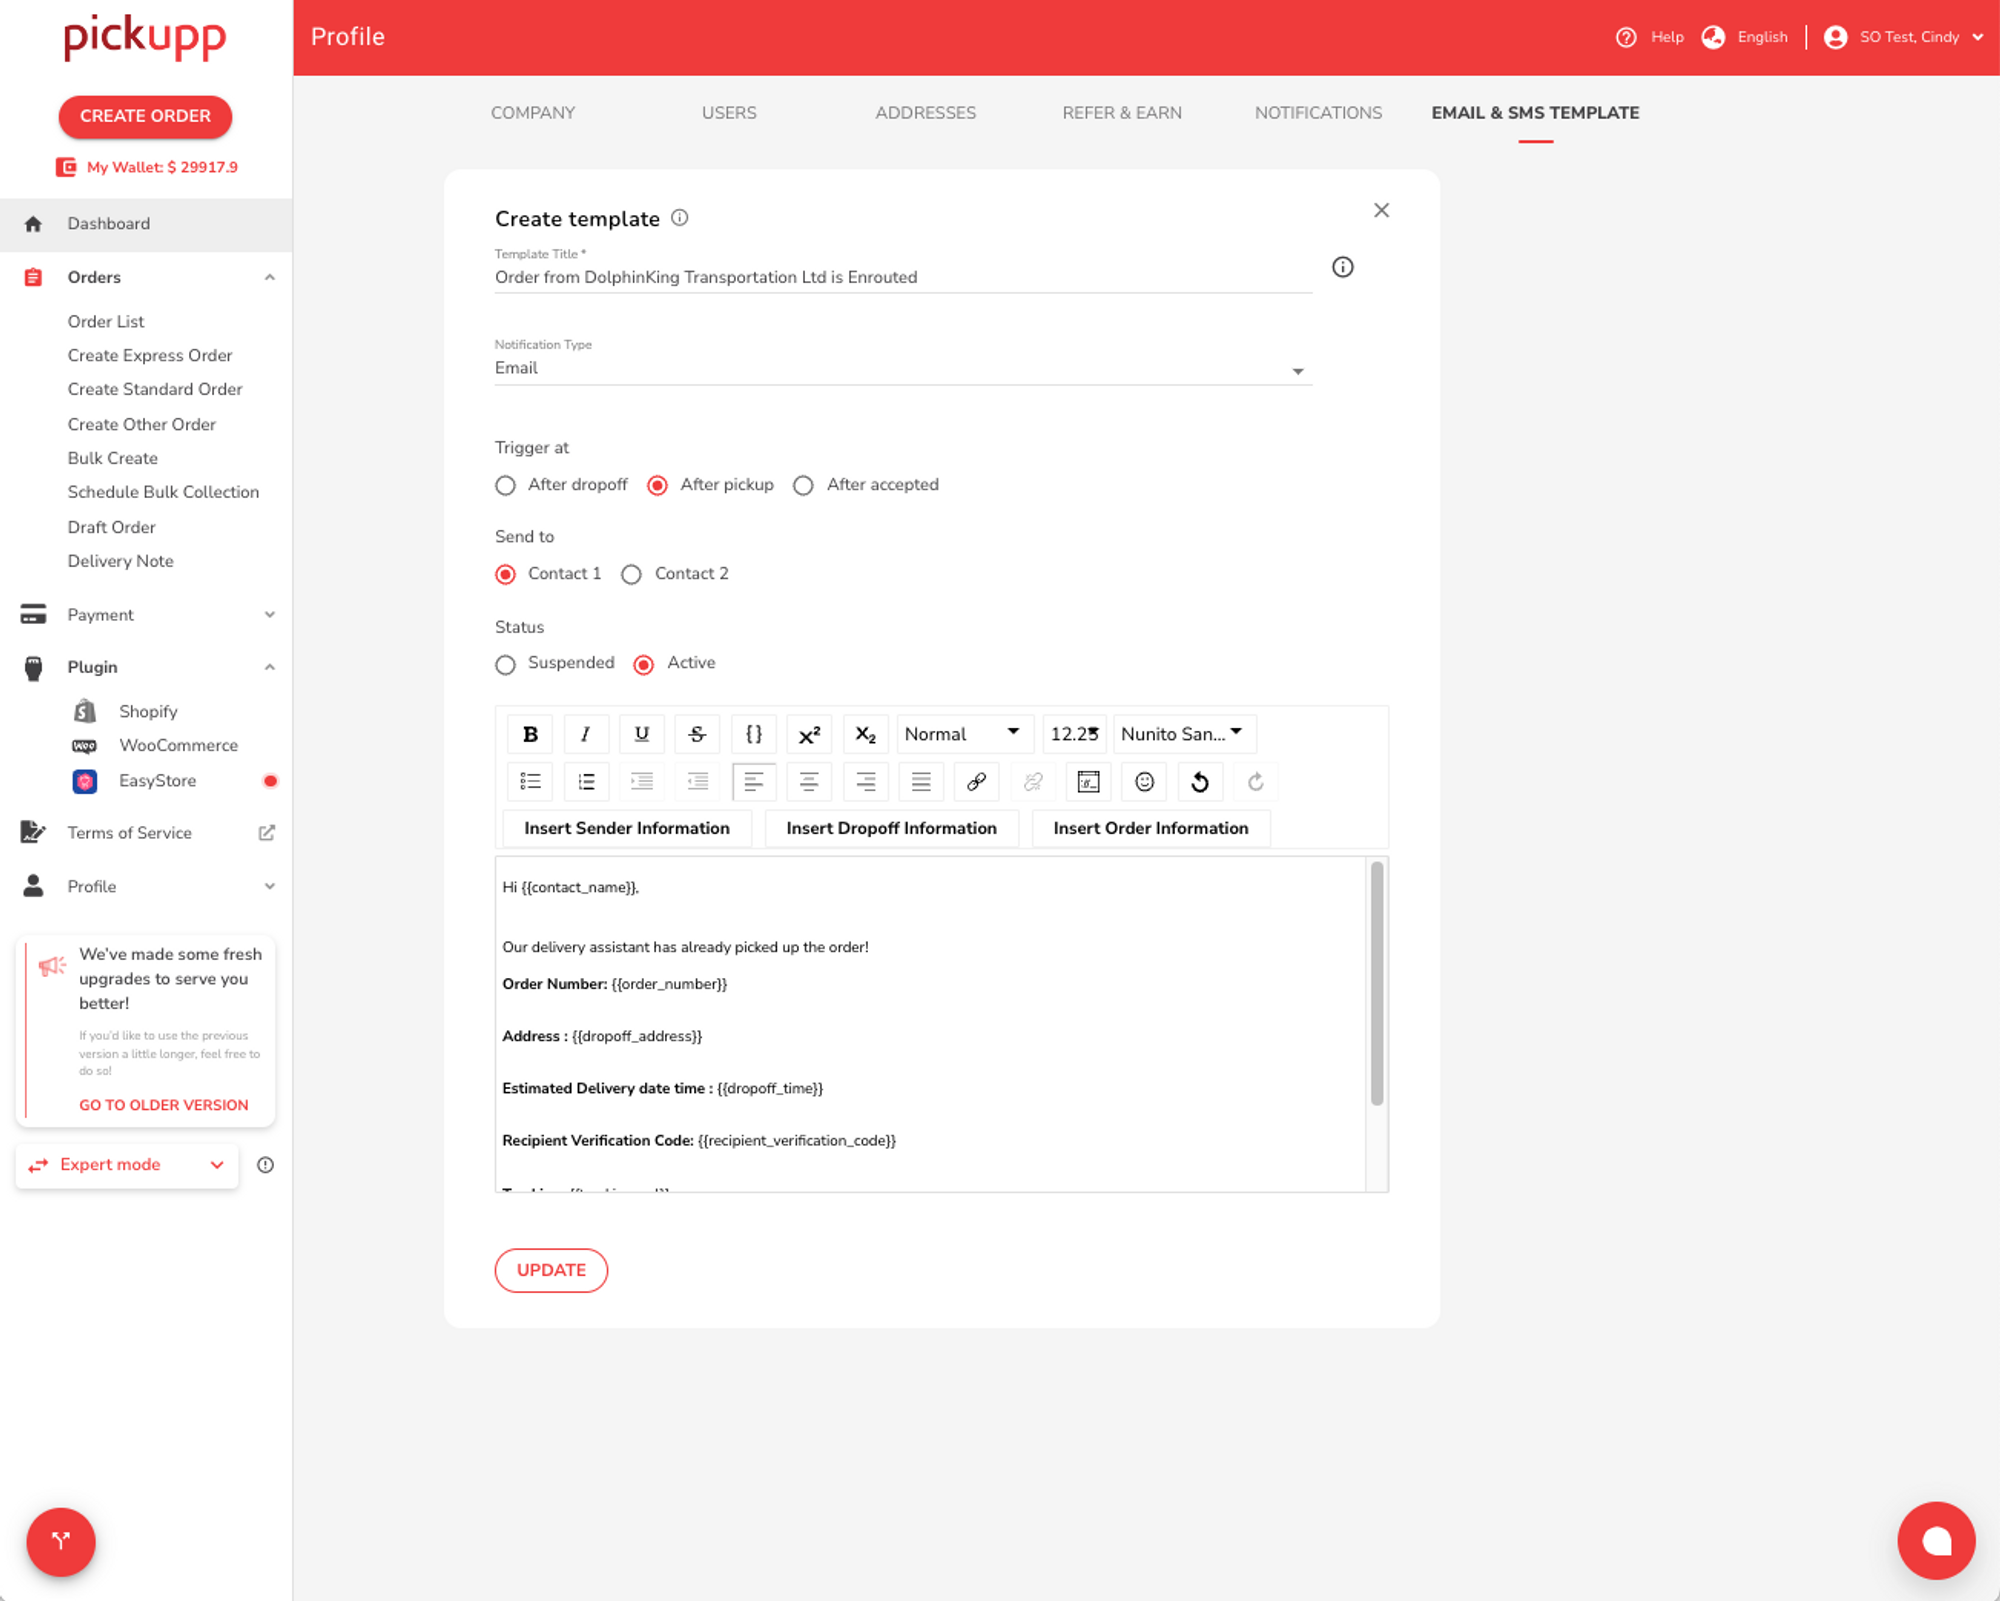 pickupp
CREATE ORDER
My Wallet: $ 29917.9
Dashboard
Orders
Order List
Create Express Order
Create Standard Order
Create Other Order
Bulk Create
Schedule Bulk Collection
Draft Order
Delivery Note
Payment
Plugin
Shopify
WooCommerce
EasyStore
Terms of Service
Profile
We've made some fresh
upgrades to serve you
better!
If you'd like to use the previous
version a little longer, feel free to
do so!
GO TO OLDER VERSION
Expert mode
Profile
Help English SO Test, Cindy
COMPANY USERS ADDRESSES REFER & EARN NOTIFICATIONS EMAIL & SMS TEMPLATE
Create template
Template Title *
Order from DolphinKing Transportation Ltd is Enrouted
Notification Type
Email
Trigger at
After dropoff After pickup After accepted
Send to
Contact 1 Contact 2
Status
Suspended Active
B I U S {} x² X₂ Normal 12.25 Nunito San...
Insert Sender Information Insert Dropoff Information Insert Order Information
Hi {{contact_name}},
Our delivery assistant has already picked up the order!
Order Number: {{order_number}}
Address : {{dropoff_address}}
Estimated Delivery date time : {{dropoff_time}}
Recipient Verification Code: {{recipient_verification_code}}
UPDATE